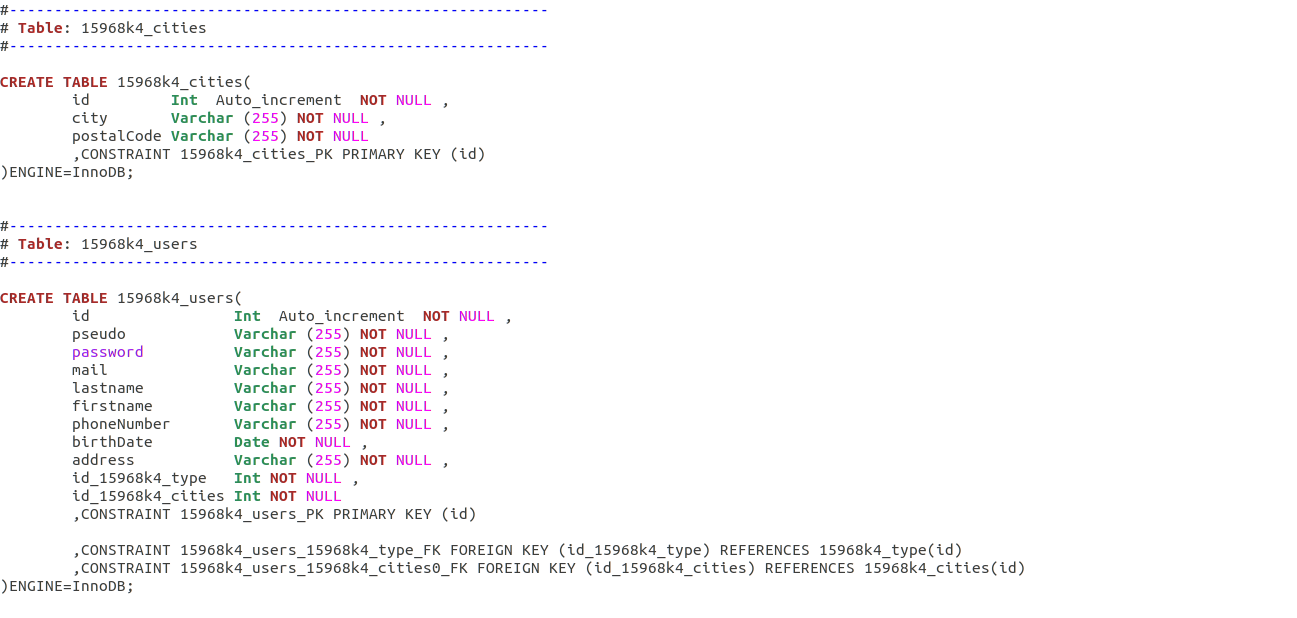 #------------------------------------------------------------
# Table: 15968k4_cities
#------------------------------------------------------------
CREATE TABLE 15968k4_cities(
        id         Int  Auto_increment  NOT NULL ,
        city       Varchar (255) NOT NULL ,
        postalCode Varchar (255) NOT NULL
        ,CONSTRAINT 15968k4_cities_PK PRIMARY KEY (id)
)ENGINE=InnoDB;
#------------------------------------------------------------
# Table: 15968k4_users
#------------------------------------------------------------
CREATE TABLE 15968k4_users(
        id                Int  Auto_increment  NOT NULL ,
        pseudo            Varchar (255) NOT NULL ,
        password          Varchar (255) NOT NULL ,
        mail              Varchar (255) NOT NULL ,
        lastname          Varchar (255) NOT NULL ,
        firstname         Varchar (255) NOT NULL ,
        phoneNumber       Varchar (255) NOT NULL ,
        birthDate         Date NOT NULL ,
        address           Varchar (255) NOT NULL ,
        id_15968k4_type   Int NOT NULL ,
        id_15968k4_cities Int NOT NULL
        ,CONSTRAINT 15968k4_users_PK PRIMARY KEY (id)
        ,CONSTRAINT 15968k4_users_15968k4_type_FK FOREIGN KEY (id_15968k4_type) REFERENCES 15968k4_type(id)
        ,CONSTRAINT 15968k4_users_15968k4_cities0_FK FOREIGN KEY (id_15968k4_cities) REFERENCES 15968k4_cities(id)
)ENGINE=InnoDB;